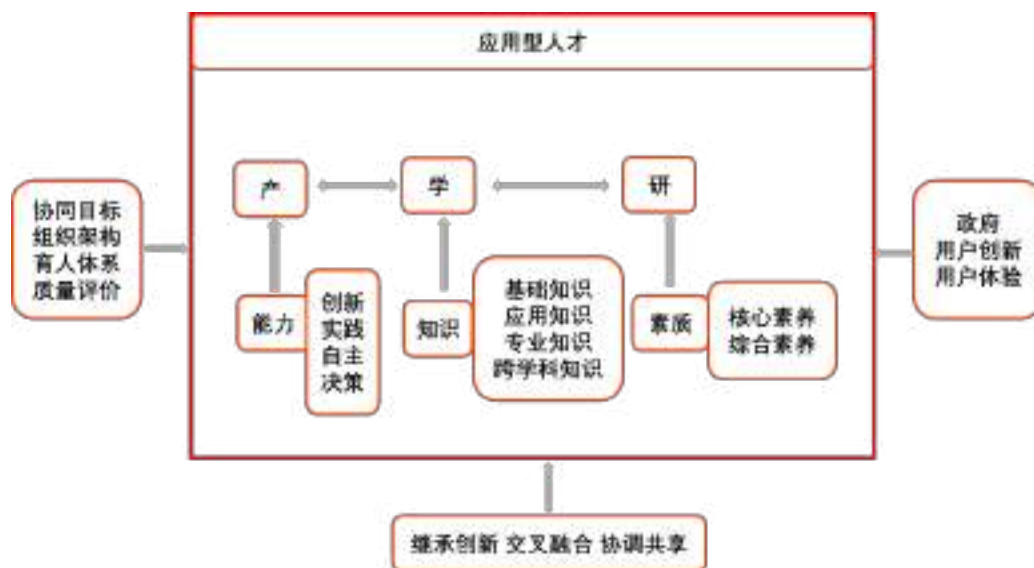 应用型人才
产
学
研
协同目标
组织架构
育人体系
质量评价
政府
用户创新
用户体验
能力
创新
实践
自主
决策
知识
基础知识
应用知识
专业知识
跨学科知识
素质
核心素养
综合素养
继承创新 交叉融合 协调共享